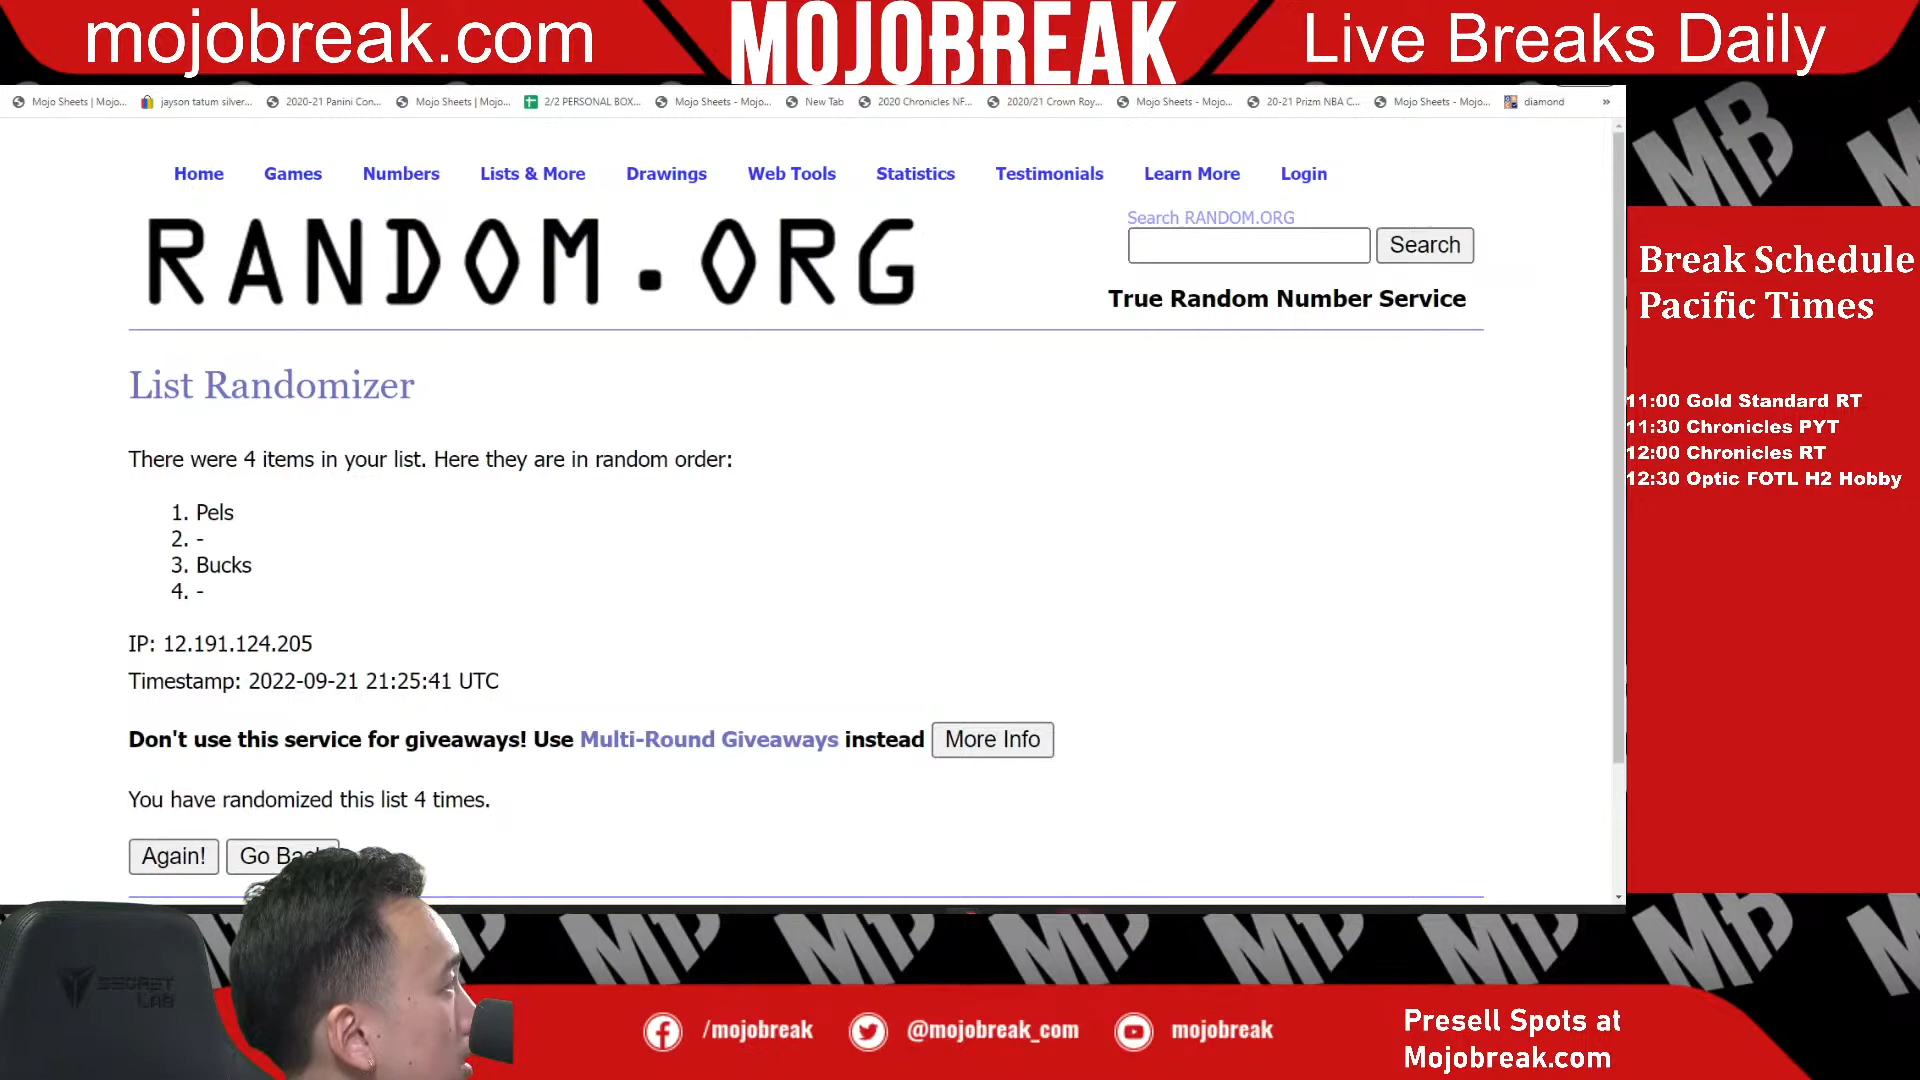 mojobreak.com
MOJOBREAK
Live Breaks Daily
Mojo Sheets | Mojo...
jayson tatum silver...
2020-21 Panini Con...
Mojo Sheets | Mojo...
2/2 PERSONAL BOX...
Mojo Sheets - Mojo...
New Tab
2020 Chronicles NF...
2020/21 Crown Roy...
Mojo Sheets - Mojo...
20-21 Prizm NBA C...
Mojo Sheets - Mojo...
diamond
»
Home
Games
Numbers
Lists & More
Drawings
Web Tools
Statistics
Testimonials
Learn More
Login
RANDOM.ORG
Search RANDOM.ORG
Search
True Random Number Service
List Randomizer
There were 4 items in your list. Here they are in random order:
1. Pels
2. -
3. Bucks
4. -
IP: 12.191.124.205
Timestamp: 2022-09-21 21:25:41 UTC
Don't use this service for giveaways! Use Multi-Round Giveaways instead
More Info
You have randomized this list 4 times.
Again!
Go Bac
Break Schedule
Pacific Times
11:00 Gold Standard RT
11:30 Chronicles PYT
12:00 Chronicles RT
12:30 Optic FOTL H2 Hobby
SECRET
LAB
/mojobreak
@mojobreak_com
mojobreak
Presell Spots at
Mojobreak.com